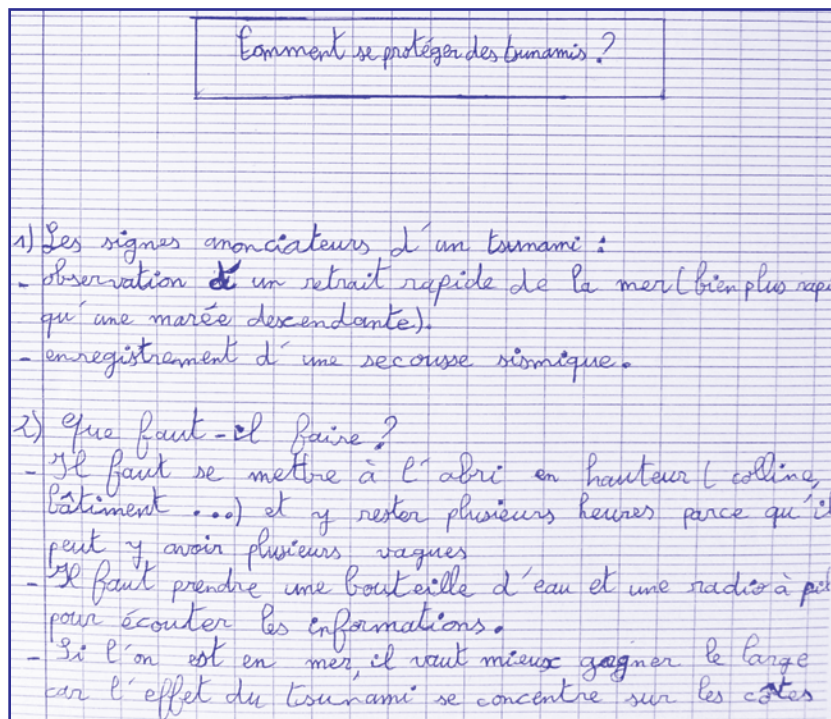 Comment se protéger des tsunamis ?
1) Les signes anonciateurs d'un tsunami :
- observation d'un retrait rapide de la mer (bien plus rapi
qu'une marée descendante).
- enregistrement d'une secousse sismique.
2) Que faut-il faire ?
- Il faut se mettre à l'abri en hauteur ( colline,
bâtiment ...) et y rester plusieurs heures parce qu'il
peut y avoir plusieurs vagues
- Il faut prendre une bouteille d'eau et une radio à pil
pour écouter les informations.
- Si l'on est en mer, il vaut mieux gagner le large
car l'effet du tsunami se concentre sur les côtes